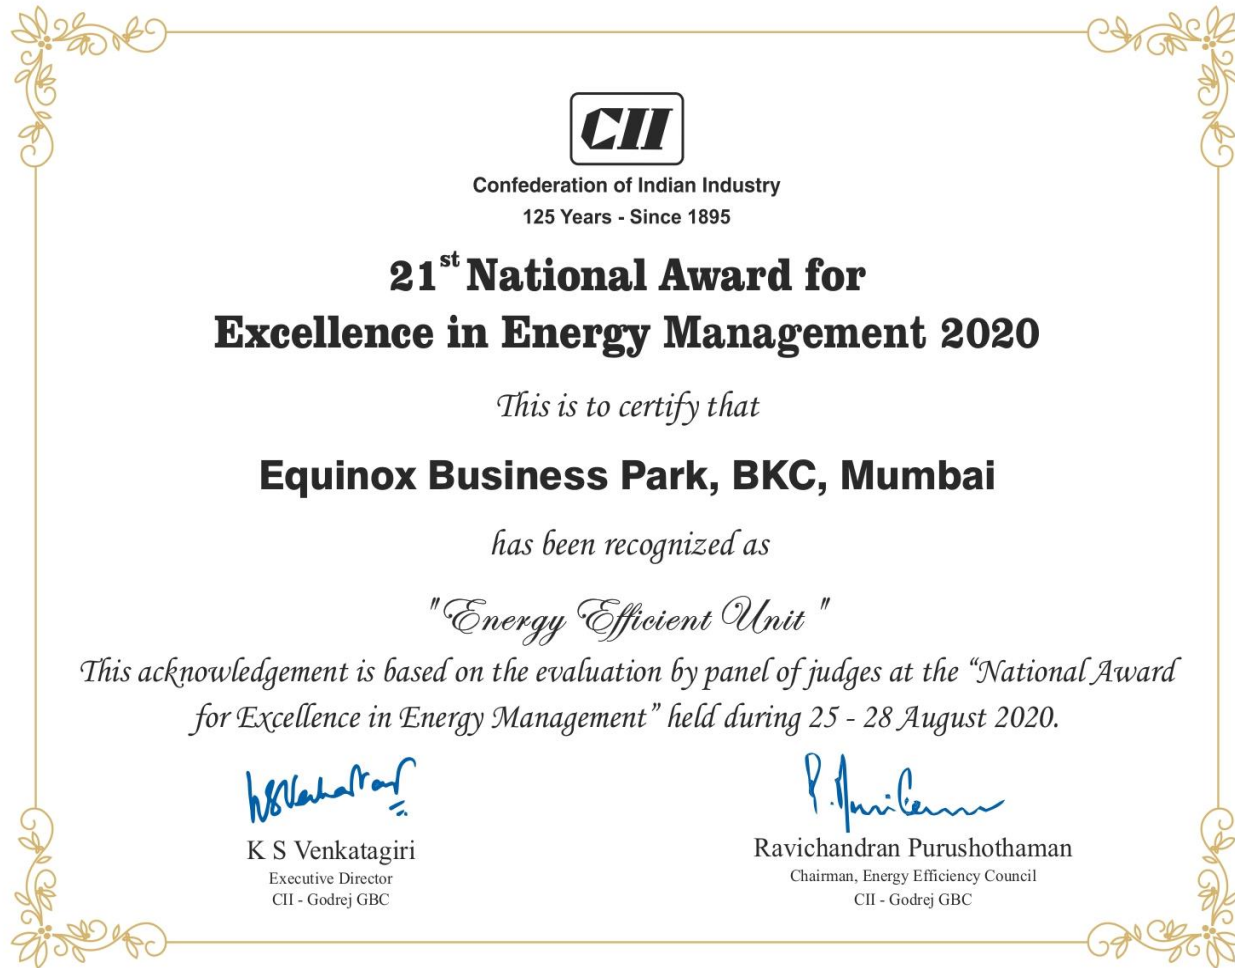 CII
Confederation of Indian Industry
125 Years - Since 1895
21st National Award for
Excellence in Energy Management 2020
This is to certify that
Equinox Business Park, BKC, Mumbai
has been recognized as
"Energy Efficient Unit "
This acknowledgement is based on the evaluation by panel of judges at the “National Award
for Excellence in Energy Management” held during 25 - 28 August 2020.
K S Venkatagiri
Executive Director
CII - Godrej GBC
Ravichandran Purushothaman
Chairman, Energy Efficiency Council
CII - Godrej GBC